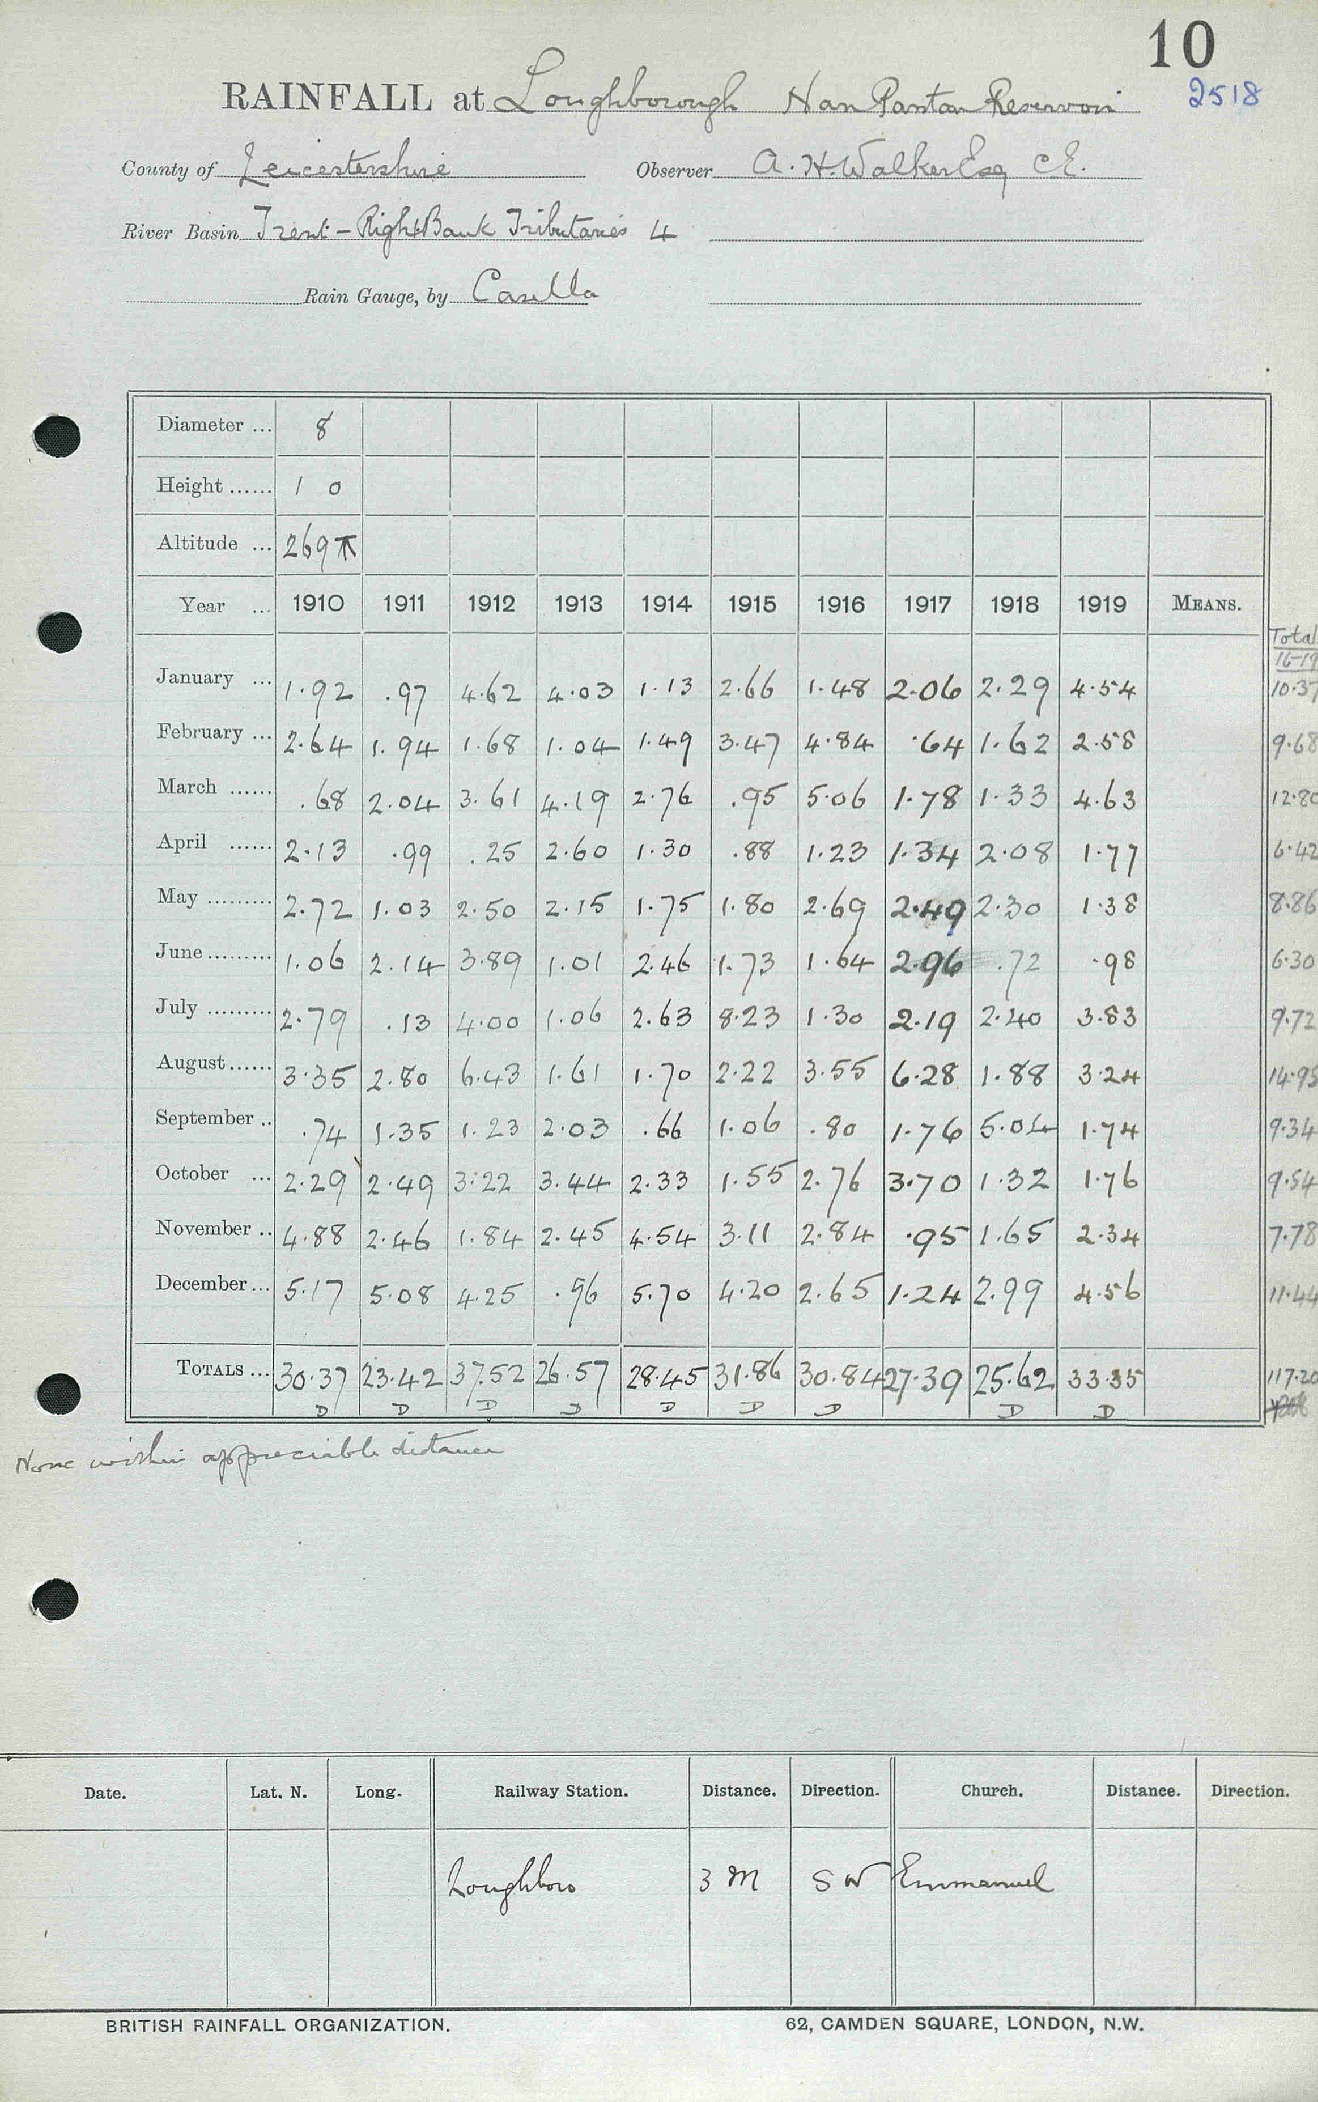 10
RAINFALL at Loughborough Nan Pantan Reservoir 2518
County of Leicestershire Observer A. H. Walker Esq C.E.
River Basin Trent - Right Bank Tributaries 4
Rain Gauge, by Casella
Diameter ... 8
Height ...... 1 0
Altitude ... 269
Year ... 1910 1911 1912 1913 1914 1915 1916 1917 1918 1919 MEANS.
Total
16-19
January ... 1.92 .97 4.62 4.03 1.13 2.66 1.48 2.06 2.29 4.54 10.37
February ... 2.64 1.94 1.68 1.04 1.49 3.47 4.84 .64 1.62 2.58 9.68
March ...... .68 2.04 3.61 4.19 2.76 .95 5.06 1.78 1.33 4.63 12.80
April ...... 2.13 .99 .25 2.60 1.30 .88 1.23 1.34 2.08 1.77 6.42
May ......... 2.72 1.03 2.50 2.15 1.75 1.80 2.69 2.49 2.30 1.38 8.86
June ......... 1.06 2.14 3.89 1.01 2.46 1.73 1.64 2.96 .72 .98 6.30
July ......... 2.79 .13 4.00 1.06 2.63 8.23 1.30 2.19 2.40 3.83 9.72
August ...... 3.35 2.80 6.43 1.61 1.70 2.22 3.55 6.28 1.88 3.24 14.95
September .. .74 1.35 1.23 2.03 .66 1.06 .80 1.76 5.04 1.74 9.34
October ... 2.29 2.49 3.22 3.44 2.33 1.55 2.76 3.70 1.32 1.76 9.54
November .. 4.88 2.46 1.84 2.45 4.54 3.11 2.84 .95 1.65 2.34 7.78
December ... 5.17 5.08 4.25 .96 5.70 4.20 2.65 1.24 2.99 4.56 11.44
TOTALS ... 30.37 23.42 37.52 26.57 28.45 31.86 30.84 27.39 25.62 33.35 117.20
D D D D D D D D D
None within appreciable distance
Date. Lat. N. Long. Railway Station. Distance. Direction. Church. Distance. Direction.
Loughboro 3 M S W Emmanuel
BRITISH RAINFALL ORGANIZATION. 62, CAMDEN SQUARE, LONDON, N.W.